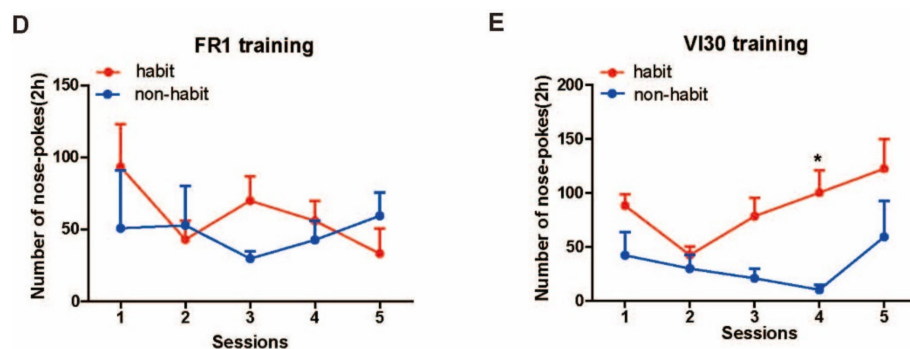 D
FR1 training
habit
non-habit
Number of nose-pokes(2h)
150
100
50
0
1 2 3 4 5
Sessions
E
VI30 training
habit
non-habit
Number of nose-pokes(2h)
200
150
100
50
0
*
1 2 3 4 5
Sessions